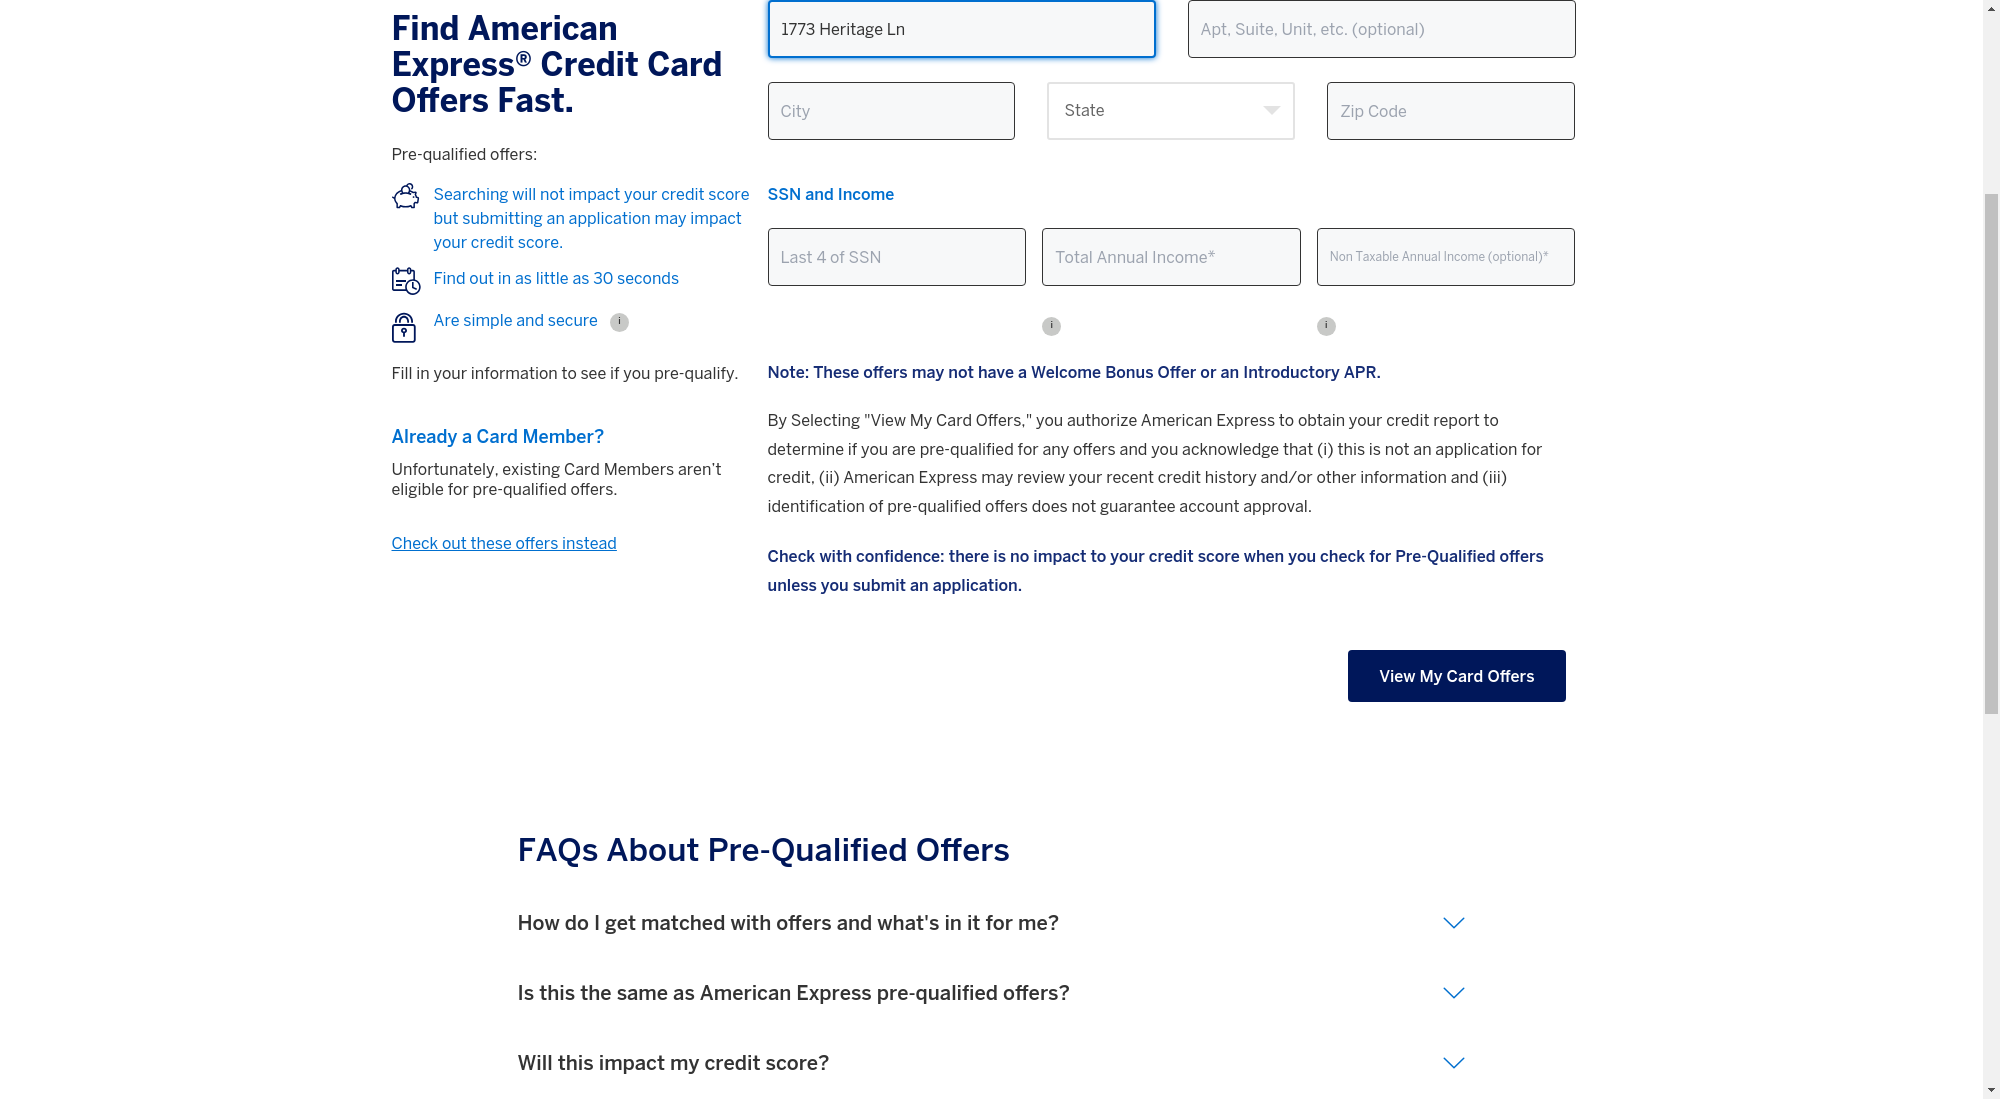 Find American
Express® Credit Card
Offers Fast.
Pre-qualified offers:
Searching will not impact your credit score
but submitting an application may impact
your credit score.
Find out in as little as 30 seconds
Are simple and secure i
Fill in your information to see if you pre-qualify.
Already a Card Member?
Unfortunately, existing Card Members aren't
eligible for pre-qualified offers.
Check out these offers instead
1773 Heritage Ln
Apt, Suite, Unit, etc. (optional)
City
State
Zip Code
SSN and Income
Last 4 of SSN
Total Annual Income*
Non Taxable Annual Income (optional)*
i
i
Note: These offers may not have a Welcome Bonus Offer or an Introductory APR.
By Selecting "View My Card Offers," you authorize American Express to obtain your credit report to
determine if you are pre-qualified for any offers and you acknowledge that (i) this is not an application for
credit, (ii) American Express may review your recent credit history and/or other information and (iii)
identification of pre-qualified offers does not guarantee account approval.
Check with confidence: there is no impact to your credit score when you check for Pre-Qualified offers
unless you submit an application.
View My Card Offers
FAQs About Pre-Qualified Offers
How do I get matched with offers and what's in it for me?
Is this the same as American Express pre-qualified offers?
Will this impact my credit score?